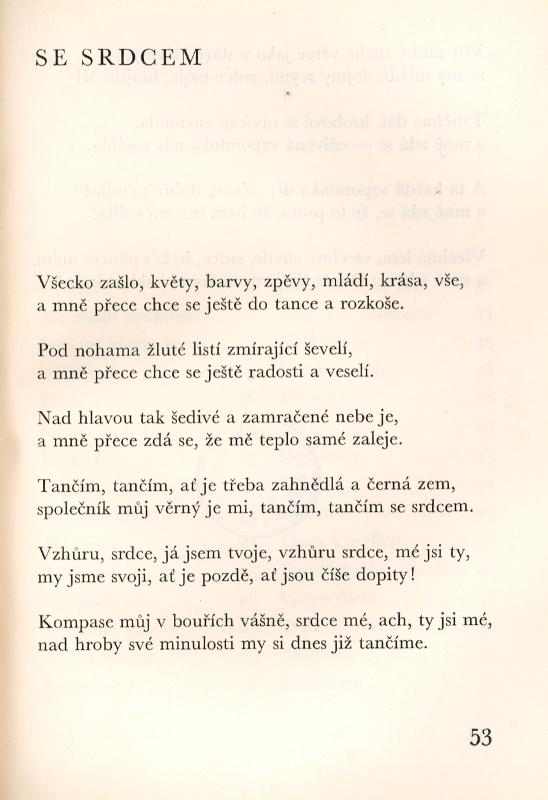 SE SRDCEM
Všecko zašlo, květy, barvy, zpěvy, mládí, krása, vše,
a mně přece chce se ještě do tance a rozkoše.
Pod nohama žluté listí zmírající ševelí,
a mně přece chce se ještě radosti a veselí.
Nad hlavou tak šedivé a zamračené nebe je,
a mně přece zdá se, že mě teplo samé zaleje.
Tančím, tančím, ať je třeba zahnědlá a černá zem,
společník můj věrný je mi, tančím, tančím se srdcem.
Vzhůru, srdce, já jsem tvoje, vzhůru srdce, mé jsi ty,
my jsme svoji, ať je pozdě, ať jsou číše dopity!
Kompase můj v bouřích vášně, srdce mé, ach, ty jsi mé,
nad hroby své minulosti my si dnes již tančíme.
53